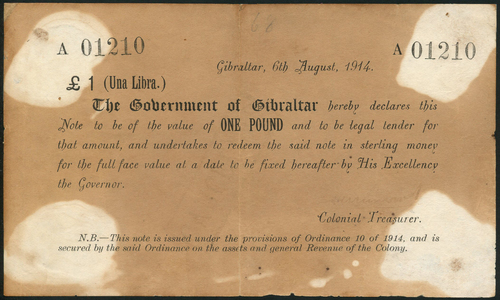 68
A 01210 A 01210
Gibraltar, 6th August, 1914.
£1 (Una Libra.)
The Government of Gibraltar hereby declares this
Note to be of the value of ONE POUND and to be legal tender for
that amount, and undertakes to redeem the said note in sterling money
for the full face value at a date to be fixed hereafter by His Excellency
the Governor.
Colonial Treasurer.
N.B.—This note is issued under the provisions of Ordinance 10 of 1914, and is
secured by the said Ordinance on the assets and general Revenue of the Colony.